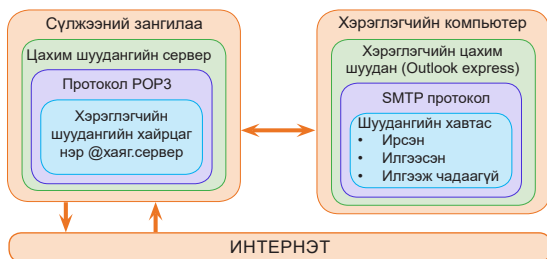 Сүлжээний зангилаа
Цахим шуудангийн сервер
Протокол POP3
Хэрэглэгчийн
шуудангийн хайрцаг
нэр @хаяг.сервер
Хэрэглэгчийн компьютер
Хэрэглэгчийн цахим
шуудан (Outlook express)
SMTP протокол
Шуудангийн хавтас
• Ирсэн
• Илгээсэн
• Илгээж чадаагүй
ИНТЕРНЭТ